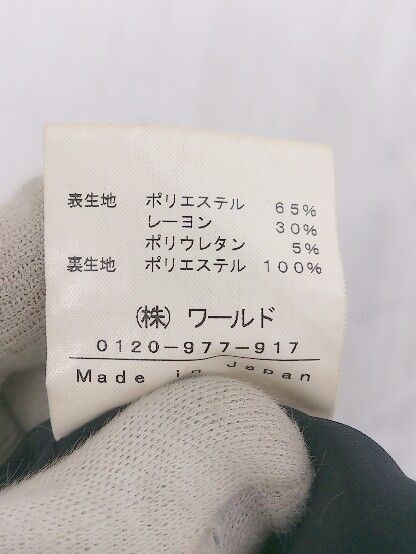 表生地 ポリエステル 65%
レーヨン 30%
ポリウレタン 5%
裏生地 ポリエステル 100%
(株) ワールド
0120-977-917
Made in Japan